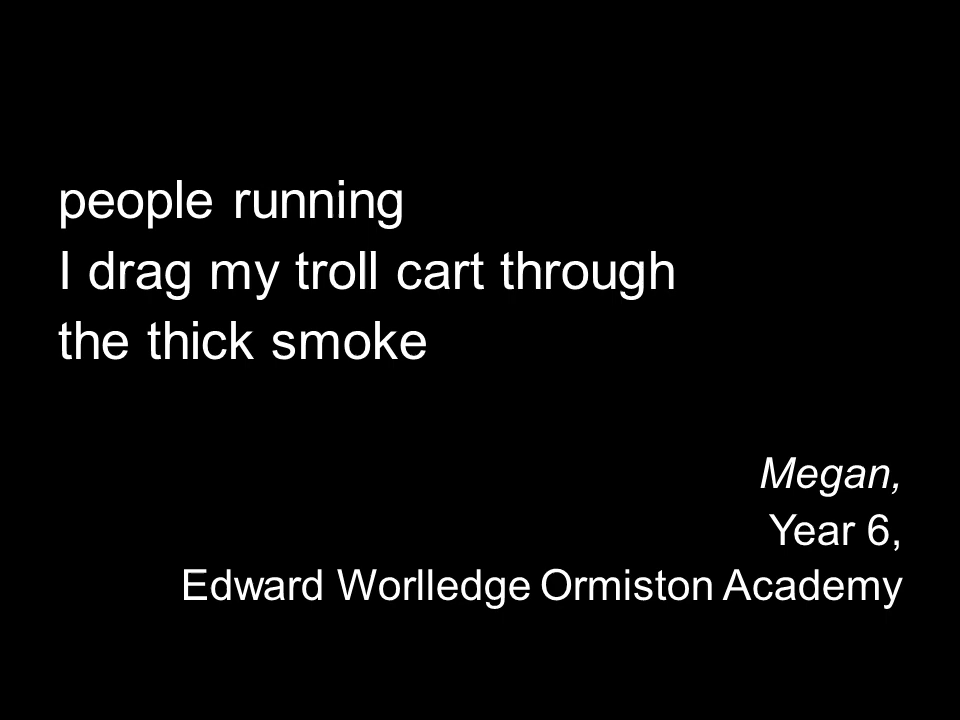 people running
I drag my troll cart through
the thick smoke
Megan,
Year 6,
Edward Worlledge Ormiston Academy